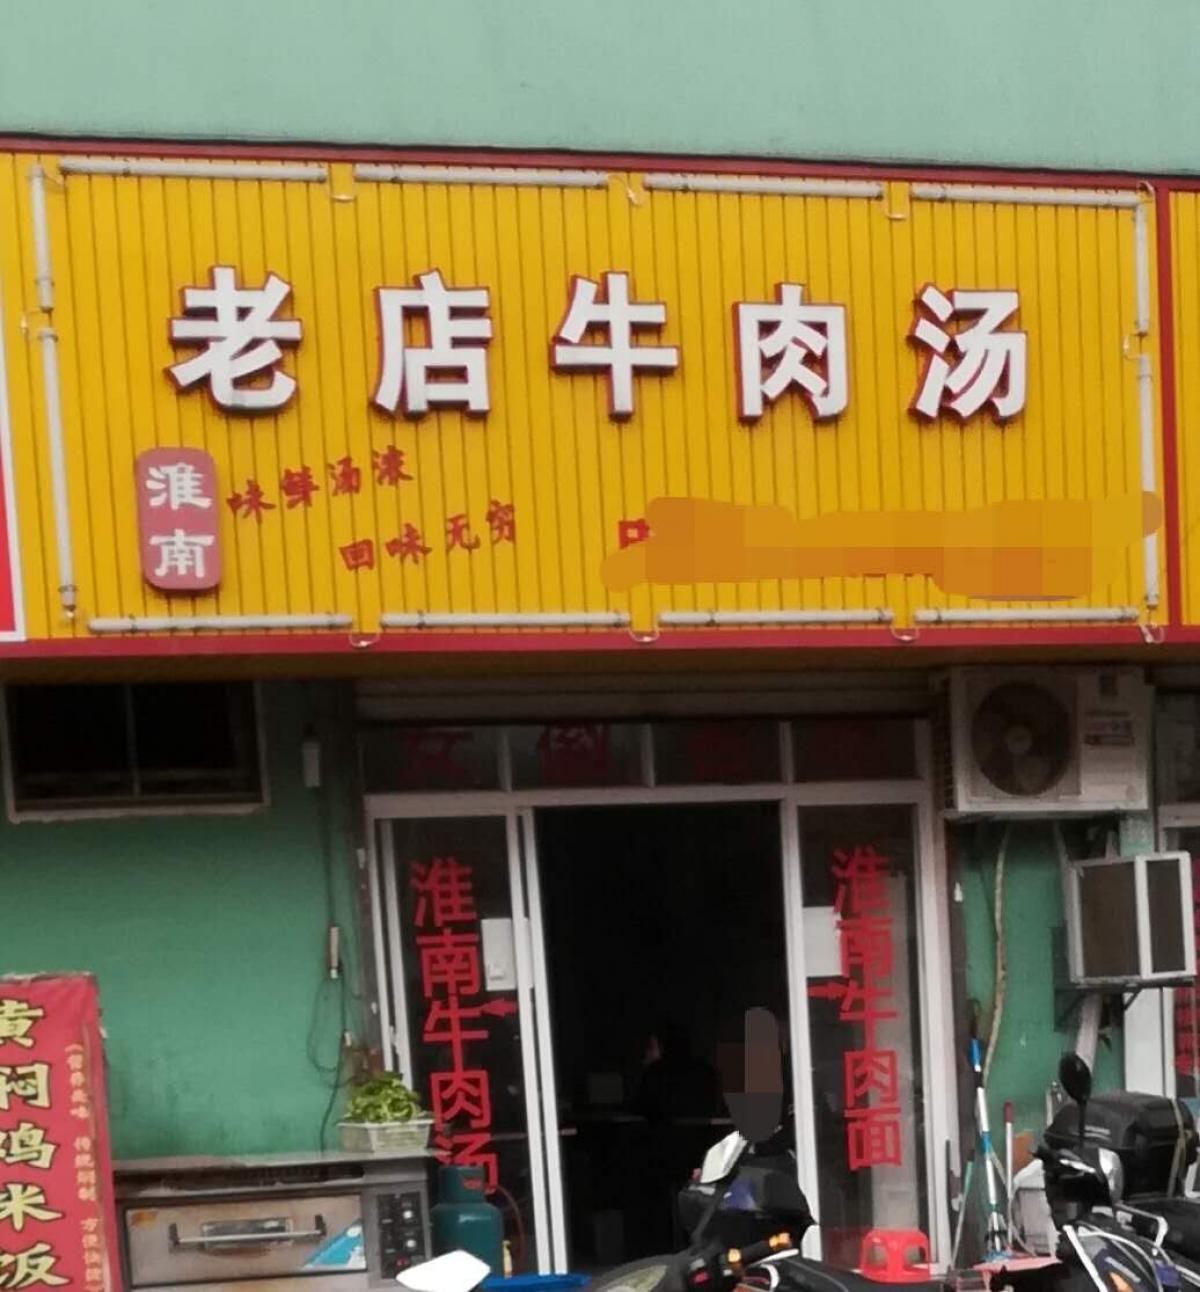 老店牛肉汤
淮南
味鲜汤浓
回味无穷
淮南牛肉汤
淮南牛肉面
黄焖鸡米饭